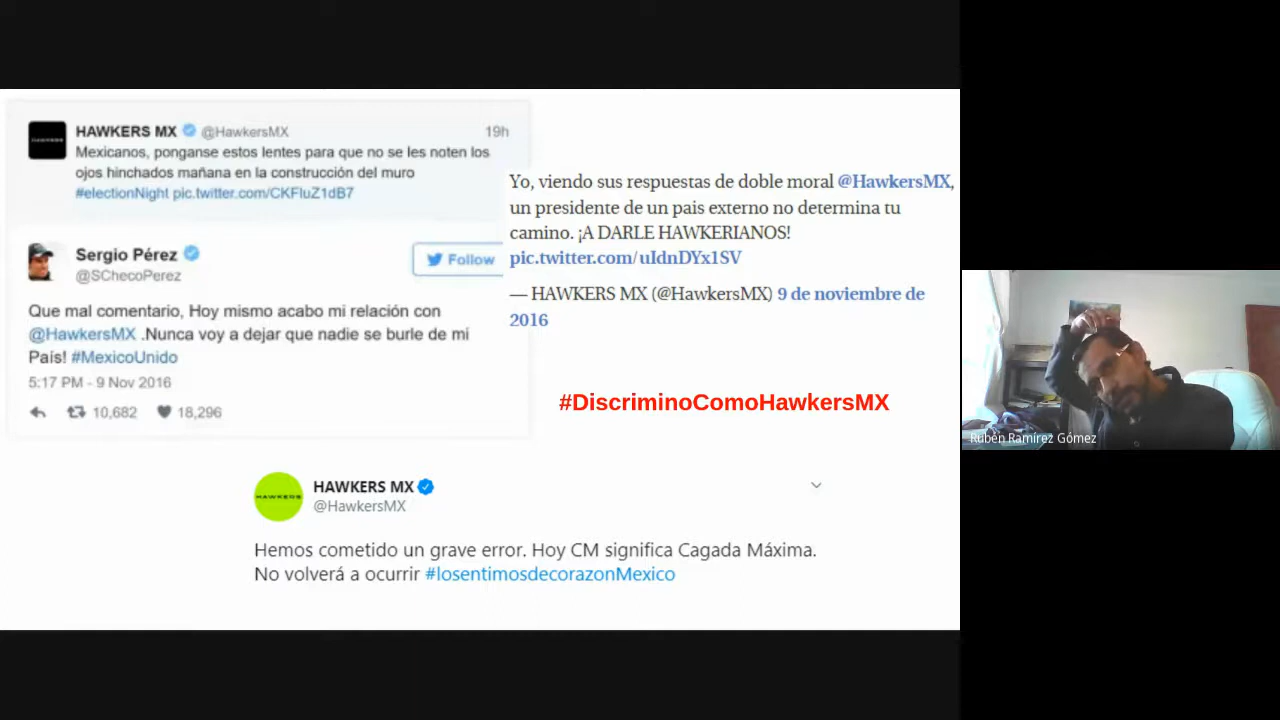 HAWKERS MX @HawkersMX 19h
Mexicanos, ponganse estos lentes para que no se les noten los
ojos hinchados mañana en la construcción del muro
#electionNight pic.twitter.com/CKFluZ1dB7
Sergio Pérez
@SChecoPerez
Follow
Que mal comentario, Hoy mismo acabo mi relación con
@HawkersMX .Nunca voy a dejar que nadie se burle de mi
País! #MexicoUnido
5:17 PM - 9 Nov 2016
10,682 18,296
Yo, viendo sus respuestas de doble moral @HawkersMX,
un presidente de un pais externo no determina tu
camino. ¡A DARLE HAWKERIANOS!
pic.twitter.com/uIdnDYx1SV
— HAWKERS MX (@HawkersMX) 9 de noviembre de
2016
#DiscriminoComoHawkersMX
HAWKERS
HAWKERS MX
@HawkersMX
Hemos cometido un grave error. Hoy CM significa Cagada Máxima.
No volverá a ocurrir #losentimosdecorazonMexico
Rubén Ramírez Gómez